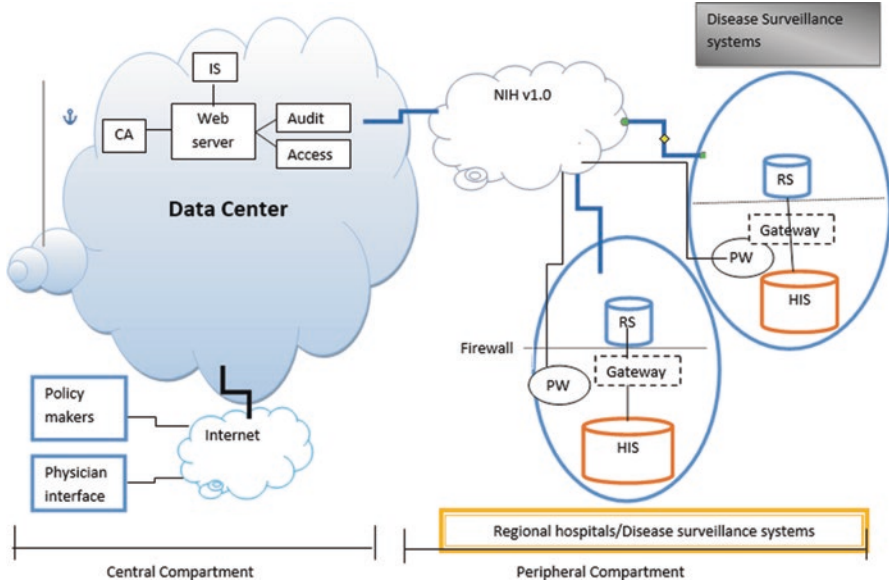 Disease Surveillance
systems
IS
Web
server
CA
Audit
Access
Data Center
NIH v1.0
RS
Gateway
PW
HIS
RS
Firewall
Gateway
PW
HIS
Policy
makers
Internet
Physician
interface
Regional hospitals/Disease surveillance systems
Central Compartment
Peripheral Compartment